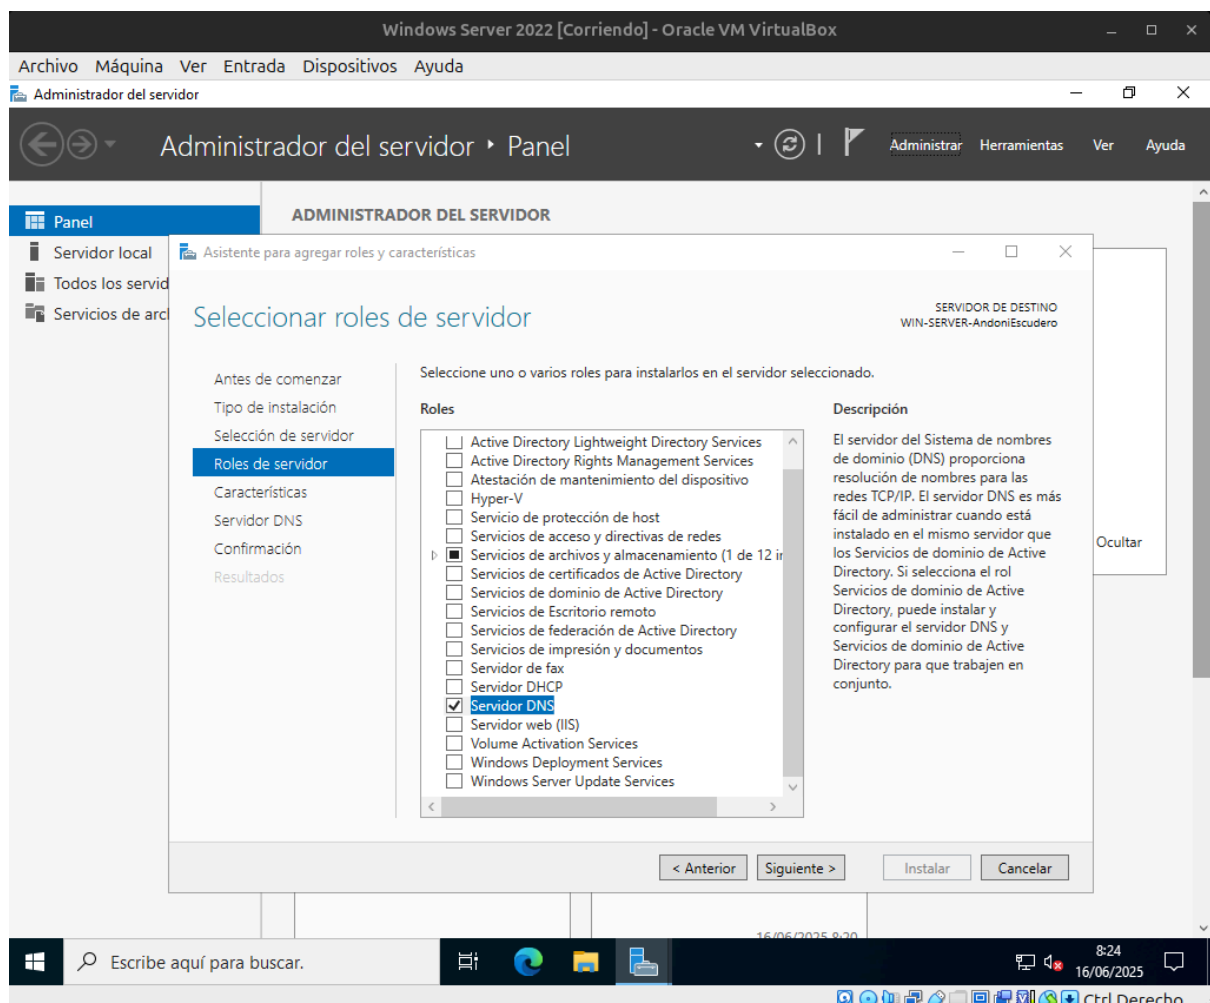 Windows Server 2022 [Corriendo] - Oracle VM VirtualBox
Archivo Máquina Ver Entrada Dispositivos Ayuda
Administrador del servidor
Administrador del servidor Panel
Administrar Herramientas Ver Ayuda
Panel
Servidor local
Todos los servid
Servicios de arc
ADMINISTRADOR DEL SERVIDOR
Asistente para agregar roles y características
Seleccionar roles de servidor
SERVIDOR DE DESTINO
WIN-SERVER-AndoniEscudero
Antes de comenzar
Tipo de instalación
Selección de servidor
Roles de servidor
Características
Servidor DNS
Confirmación
Resultados
Seleccione uno o varios roles para instalarlos en el servidor seleccionado.
Roles
Active Directory Lightweight Directory Services
Active Directory Rights Management Services
Atestación de mantenimiento del dispositivo
Hyper-V
Servicio de protección de host
Servicios de acceso y directivas de redes
Servicios de archivos y almacenamiento (1 de 12 in
Servicios de certificados de Active Directory
Servicios de dominio de Active Directory
Servicios de Escritorio remoto
Servicios de federación de Active Directory
Servicios de impresión y documentos
Servidor de fax
Servidor DHCP
Servidor DNS
Servidor web (IIS)
Volume Activation Services
Windows Deployment Services
Windows Server Update Services
Descripción
El servidor del Sistema de nombres
de dominio (DNS) proporciona
resolución de nombres para las
redes TCP/IP. El servidor DNS es más
fácil de administrar cuando está
instalado en el mismo servidor que
los Servicios de dominio de Active
Directory. Si selecciona el rol
Servicios de dominio de Active
Directory, puede instalar y
configurar el servidor DNS y
Servicios de dominio de Active
Directory para que trabajen en
conjunto.
Ocultar
< Anterior Siguiente > Instalar Cancelar
16/06/2025 8:20
Escribe aquí para buscar.
8:24
16/06/2025
Ctrl Derecho